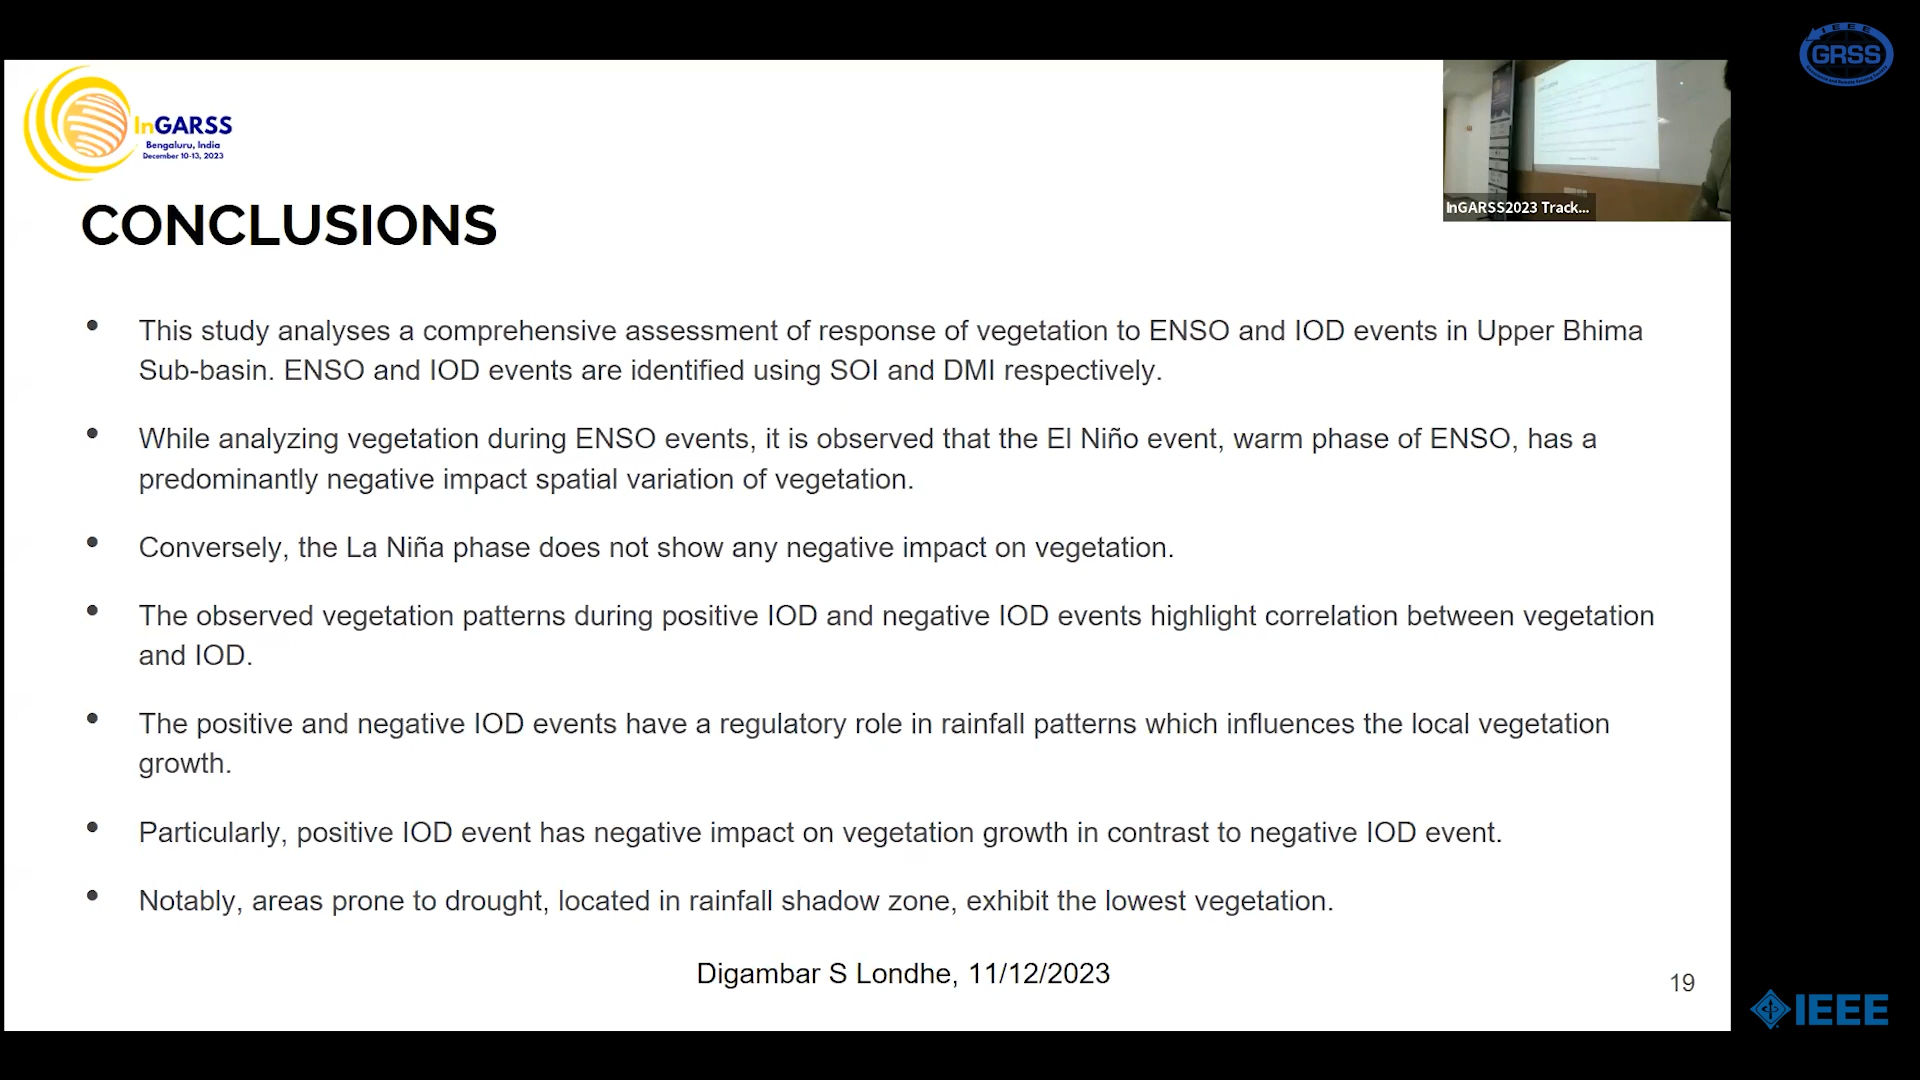 InGARSS
Bengaluru, India
December 10-13, 2023
IEEE
GRSS
InGARSS2023 Track...
CONCLUSIONS
• This study analyses a comprehensive assessment of response of vegetation to ENSO and IOD events in Upper Bhima
Sub-basin. ENSO and IOD events are identified using SOI and DMI respectively.
• While analyzing vegetation during ENSO events, it is observed that the El Niño event, warm phase of ENSO, has a
predominantly negative impact spatial variation of vegetation.
• Conversely, the La Niña phase does not show any negative impact on vegetation.
• The observed vegetation patterns during positive IOD and negative IOD events highlight correlation between vegetation
and IOD.
• The positive and negative IOD events have a regulatory role in rainfall patterns which influences the local vegetation
growth.
• Particularly, positive IOD event has negative impact on vegetation growth in contrast to negative IOD event.
• Notably, areas prone to drought, located in rainfall shadow zone, exhibit the lowest vegetation.
Digambar S Londhe, 11/12/2023
19
IEEE